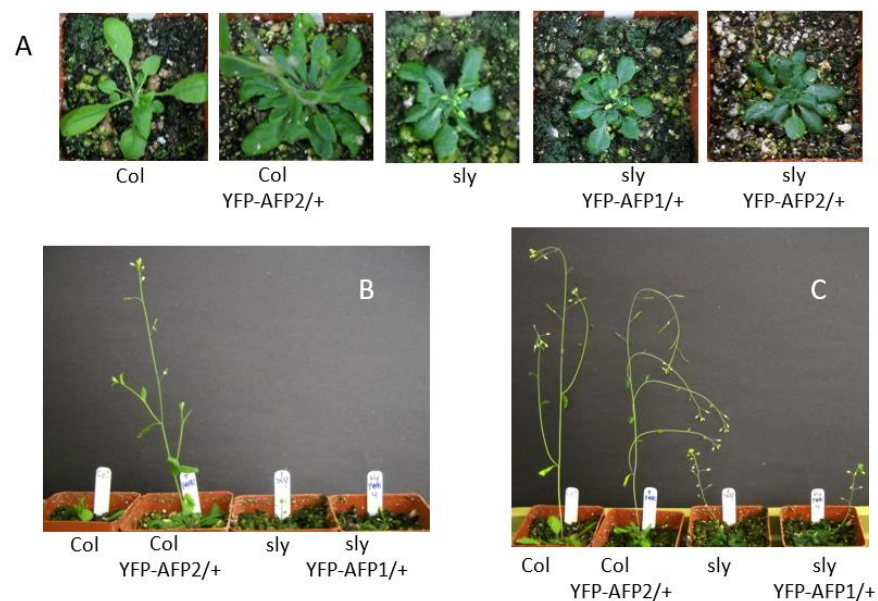 A
Col
Col
YFP-AFP2/+
sly
sly
YFP-AFP1/+
sly
YFP-AFP2/+
B
Col
Col
YFP-AFP2/+
sly
sly
YFP-AFP1/+
C
Col
Col
YFP-AFP2/+
sly
sly
YFP-AFP1/+